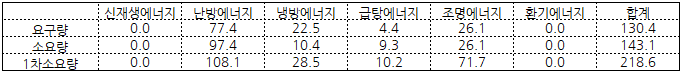 신재생에너지 난방에너지 냉방에너지 급탕에너지 조명에너지 환기에너지 합계
요구량 0.0 77.4 22.5 4.4 26.1 0.0 130.4
소요량 0.0 97.4 10.4 9.3 26.1 0.0 143.1
1차소요량 0.0 108.1 28.5 10.2 71.7 0.0 218.6